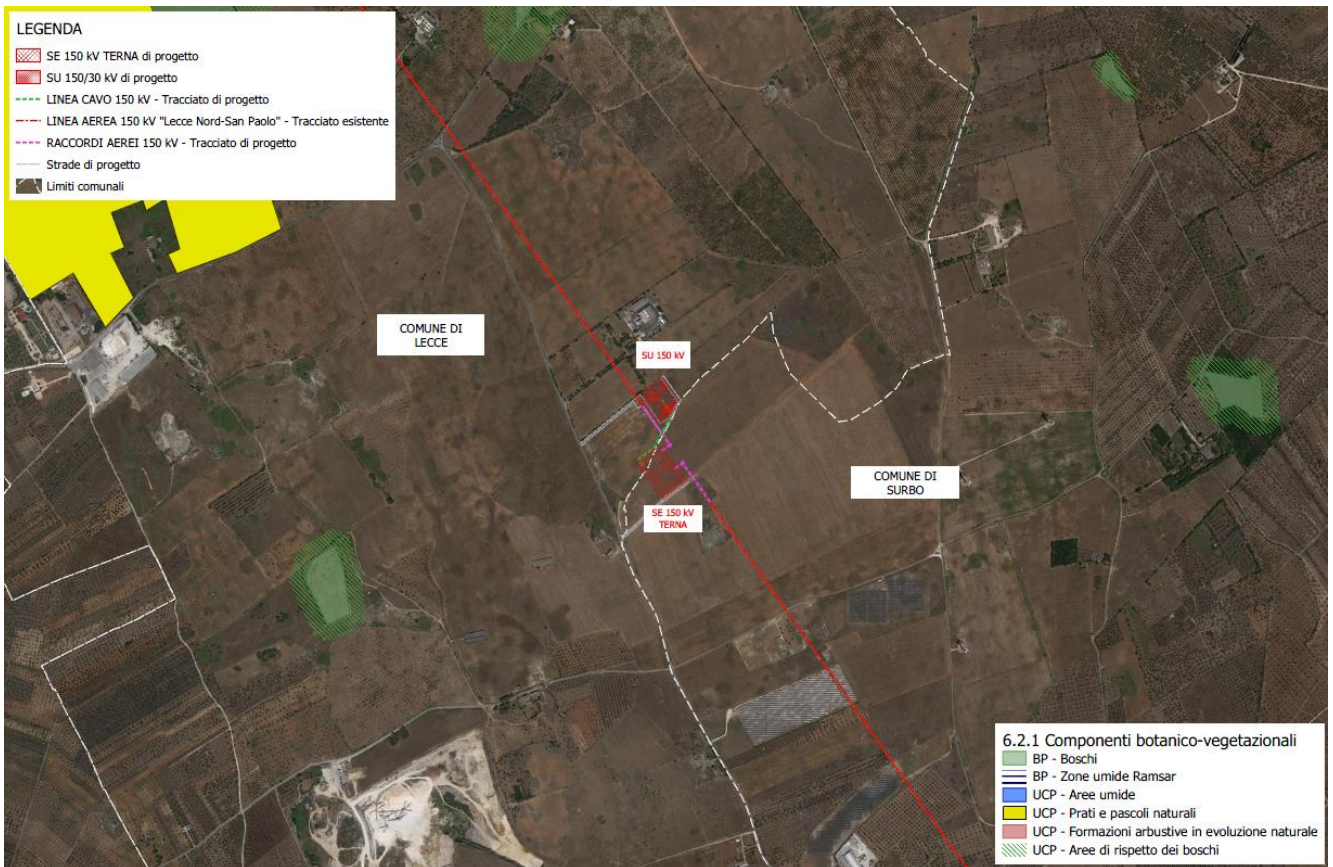 LEGENDA
SE 150 kV TERNA di progetto
SU 150/30 kV di progetto
LINEA CAVO 150 kV - Tracciato di progetto
LINEA AEREA 150 kV "Lecce Nord-San Paolo" - Tracciato esistente
RACCORDI AEREI 150 kV - Tracciato di progetto
Strade di progetto
Limiti comunali
COMUNE DI
LECCE
SU 150 kV
COMUNE DI
SURBO
SE 150 kV
TERNA
6.2.1 Componenti botanico-vegetazionali
BP - Boschi
BP - Zone umide Ramsar
UCP - Aree umide
UCP - Prati e pascoli naturali
UCP - Formazioni arbustive in evoluzione naturale
UCP - Aree di rispetto dei boschi